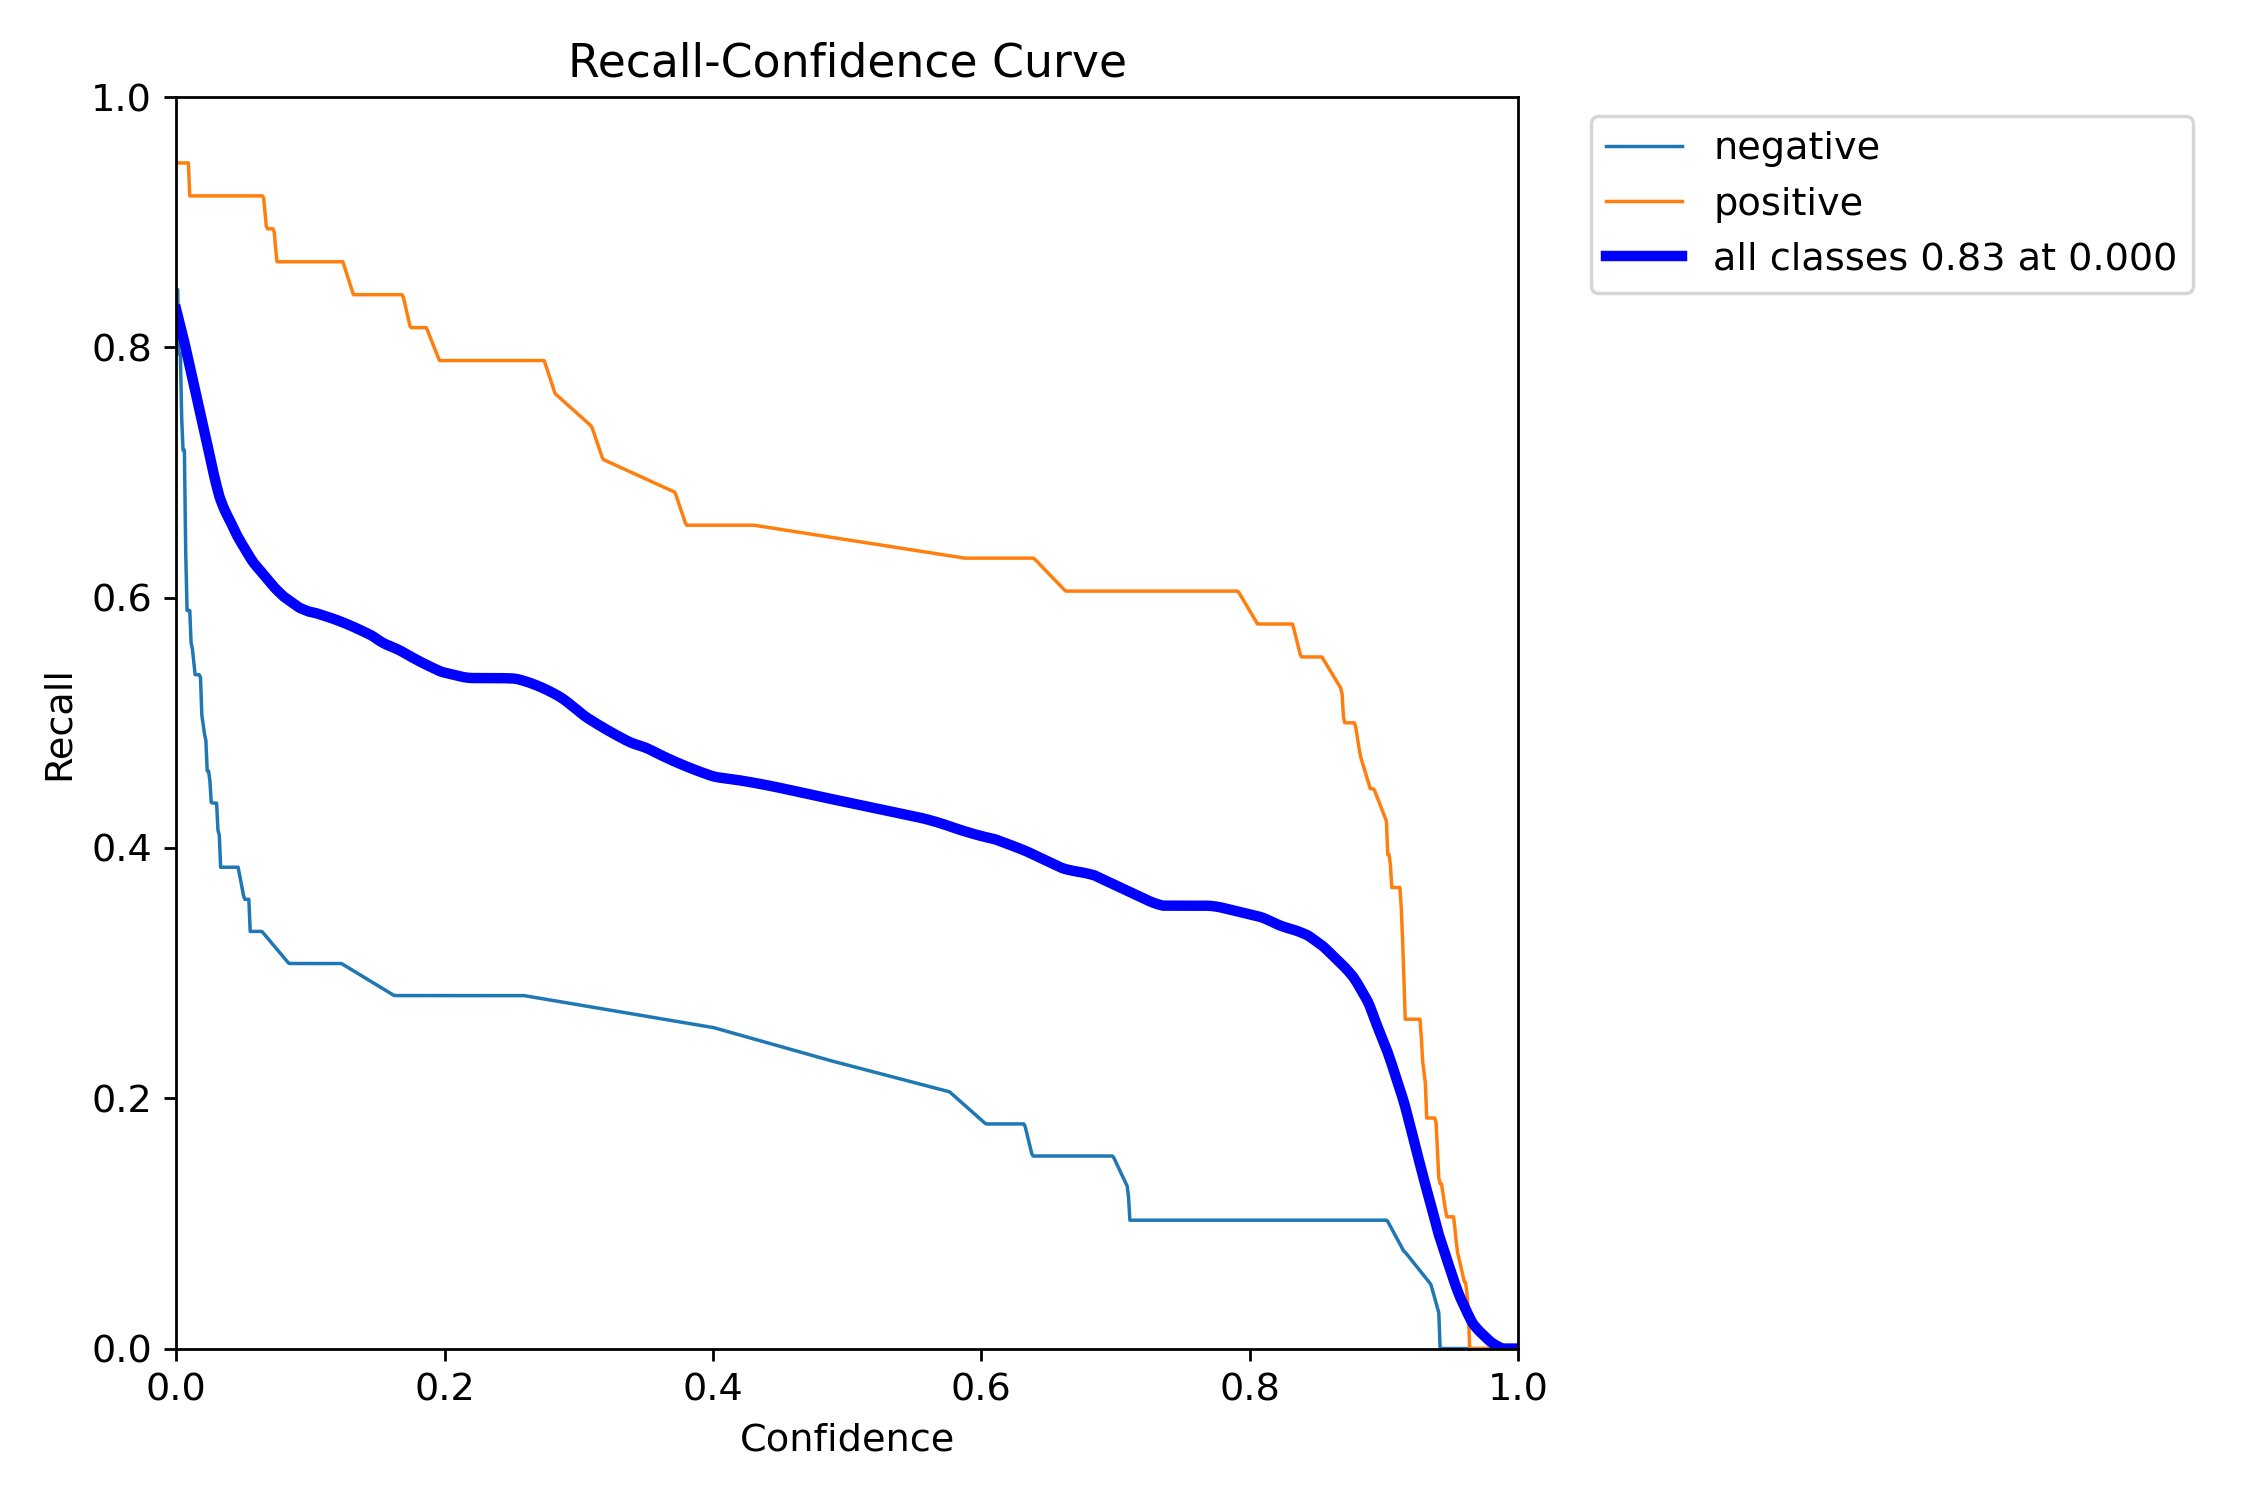 Recall-Confidence Curve
1.0
0.8
0.6
0.4
0.2
0.0
Recall
0.0 0.2 0.4 0.6 0.8 1.0
Confidence
negative
positive
all classes 0.83 at 0.000